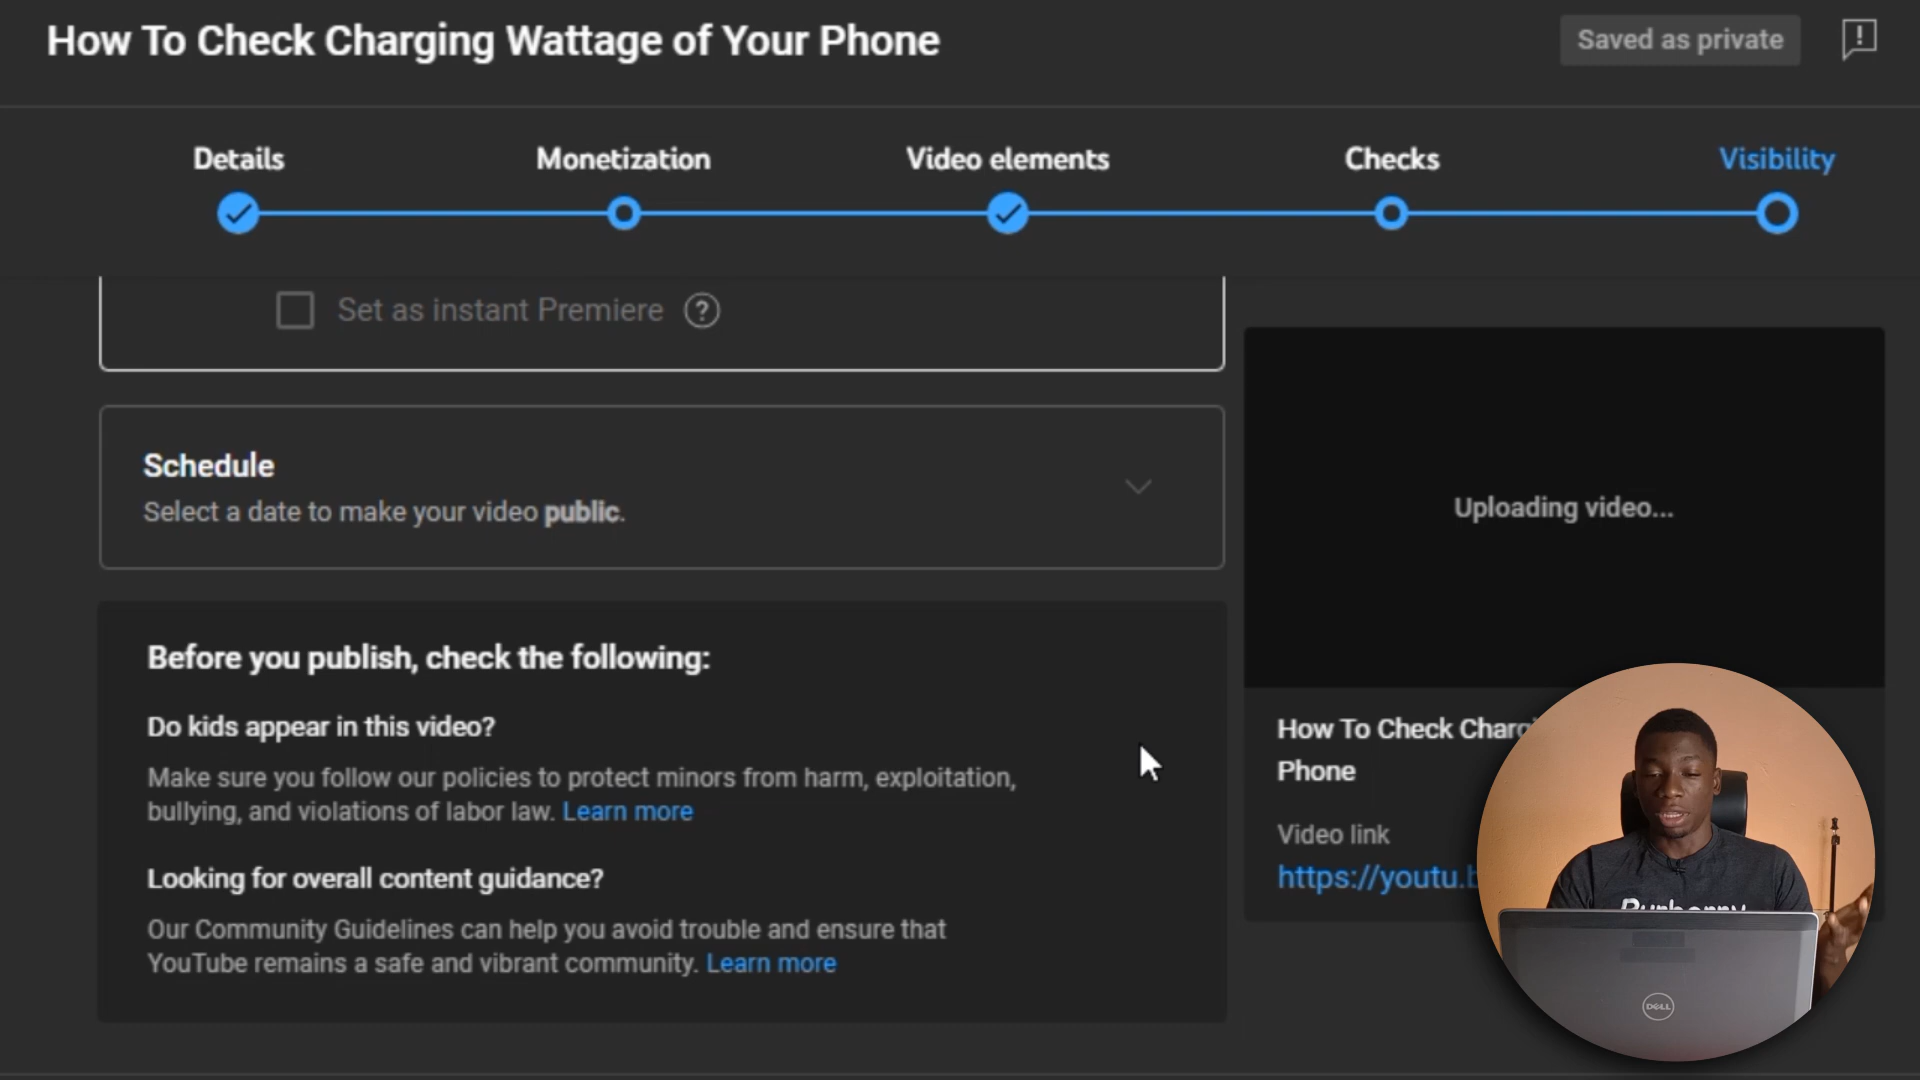 How To Check Charging Wattage of Your Phone
Saved as private
Details
Monetization
Video elements
Checks
Visibility
Set as instant Premiere
Schedule
Select a date to make your video public.
Before you publish, check the following:
Do kids appear in this video?
Make sure you follow our policies to protect minors from harm, exploitation,
bullying, and violations of labor law. Learn more
Looking for overall content guidance?
Our Community Guidelines can help you avoid trouble and ensure that
YouTube remains a safe and vibrant community. Learn more
Uploading video...
How To Check
Phone
Video link
https://youtu.b
DELL